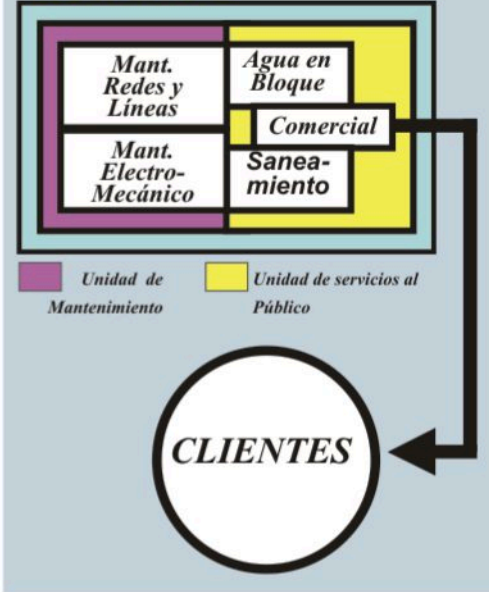 Mant.
Redes y
Líneas
Agua en
Bloque
Comercial
Mant.
Electro-
Mecánico
Sanea-
miento
Unidad de
Mantenimiento
Unidad de servicios al
Público
CLIENTES